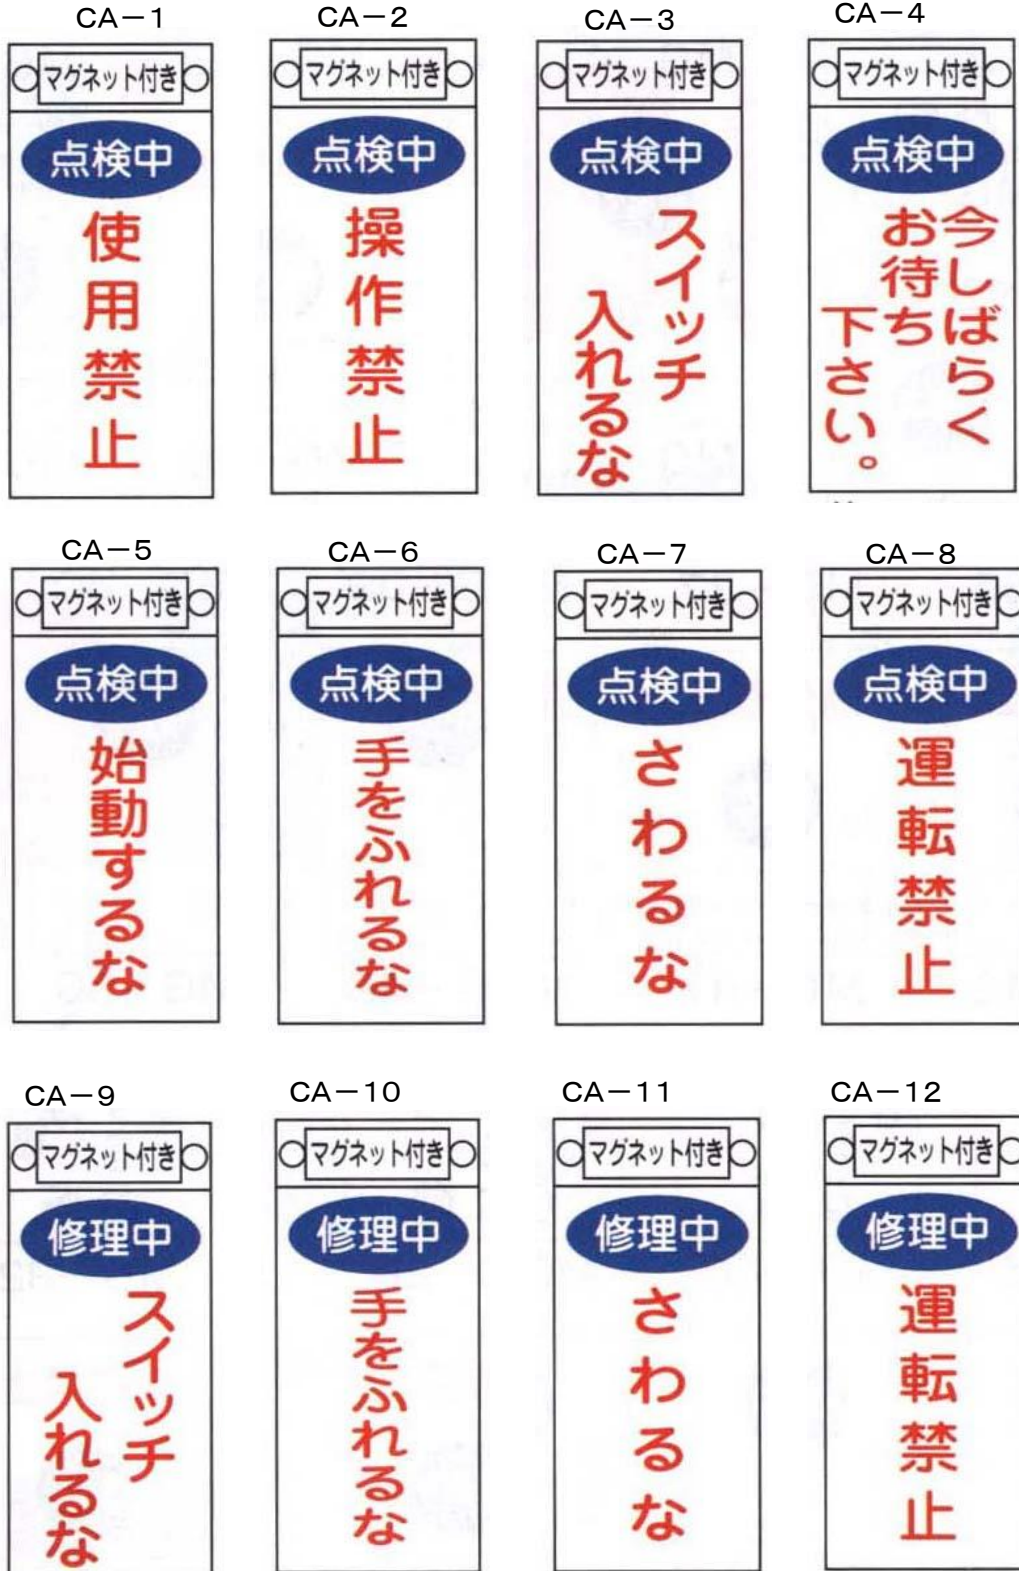 CA－1
マグネット付き
点検中
使用禁止
CA－2
マグネット付き
点検中
操作禁止
CA－3
マグネット付き
点検中
スイッチ
入れるな
CA－4
マグネット付き
点検中
今しばらく
お待ち
下さい。
CA－5
マグネット付き
点検中
始動するな
CA－6
マグネット付き
点検中
手をふれるな
CA－7
マグネット付き
点検中
さわるな
CA－8
マグネット付き
点検中
運転禁止
CA－9
マグネット付き
修理中
スイッチ
入れるな
CA－10
マグネット付き
修理中
手をふれるな
CA－11
マグネット付き
修理中
さわるな
CA－12
マグネット付き
修理中
運転禁止